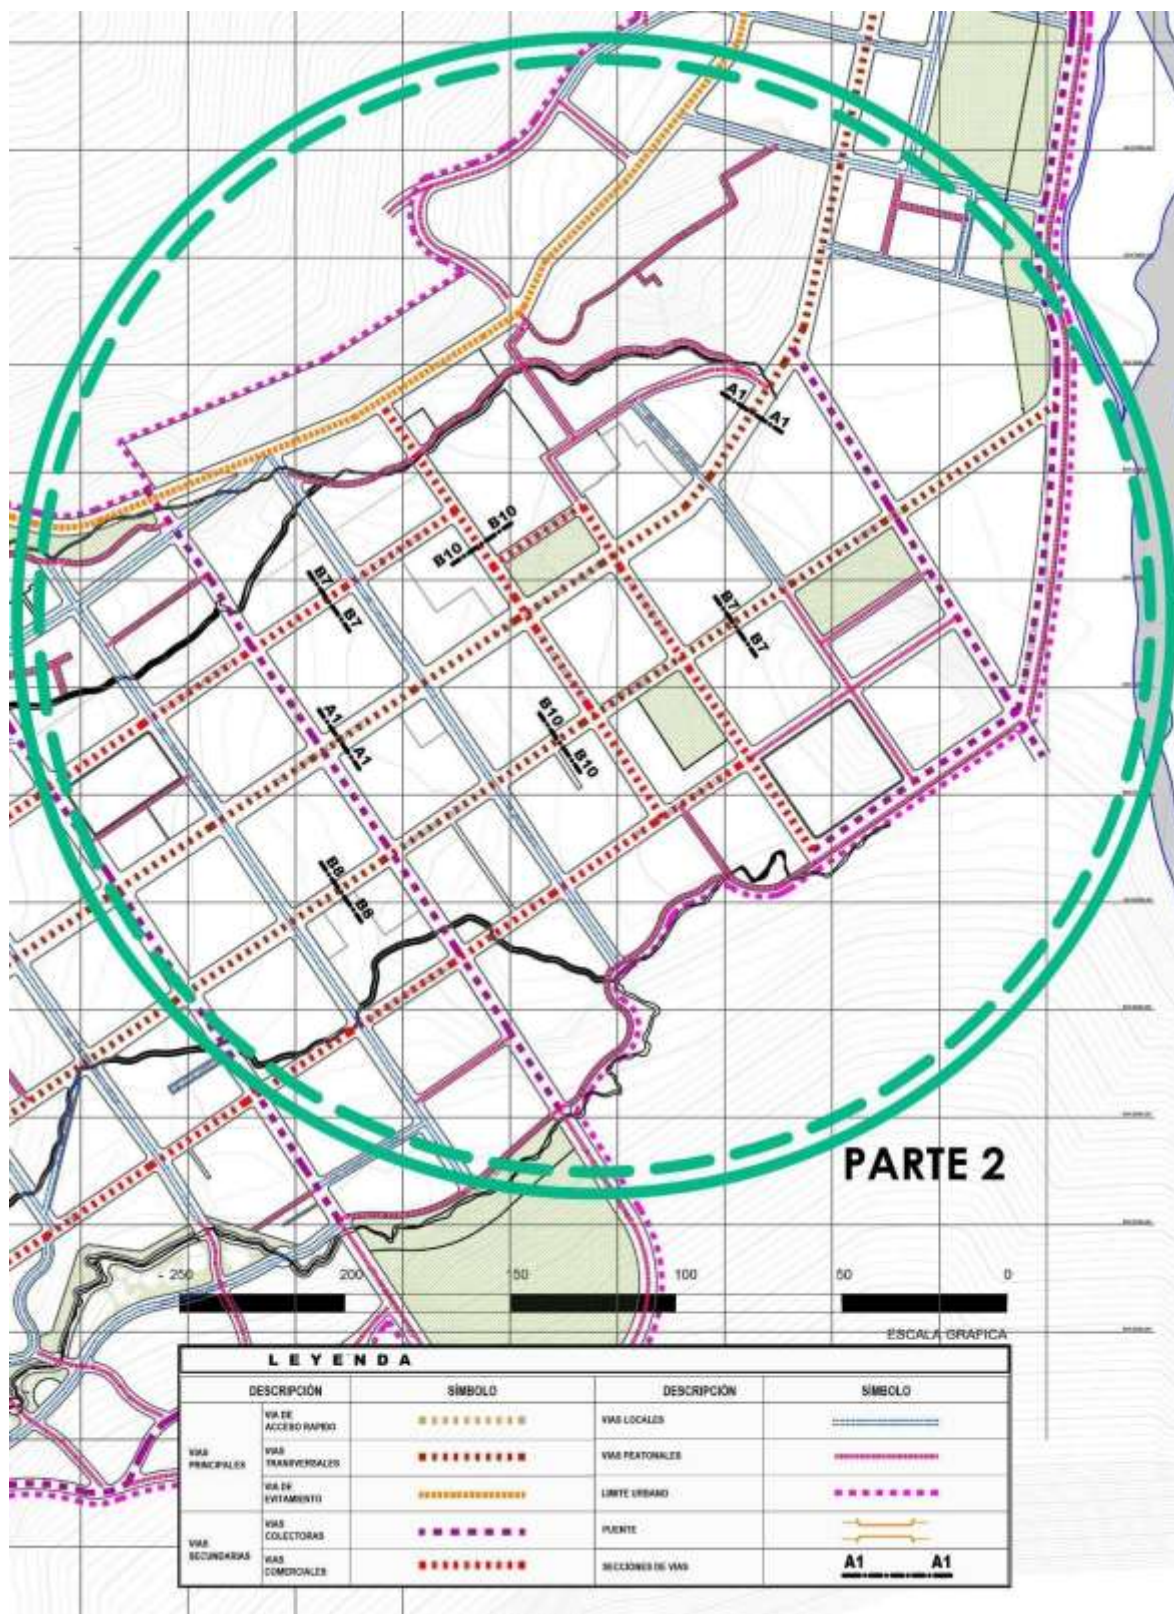 A1
A1
B10
B10
B7
B7
B7
B7
B10
B10
A1
A1
B8
B8
PARTE 2
250 200 150 100 50 0
ESCALA GRAFICA
LEYENDA
DESCRIPCIÓN SÍMBOLO DESCRIPCIÓN SÍMBOLO
VIAS PRINCIPALES
VIA DE ACCESO RAPIDO
VIAS LOCALES
VIAS TRANSVERSALES
VIAS PEATONALES
VIA DE EVITAMIENTO
LIMITE URBANO
VIAS SECUNDARIAS
VIAS COLECTORAS
PUENTE
VIAS COMERCIALES
SECCIONES DE VIAS
A1 A1